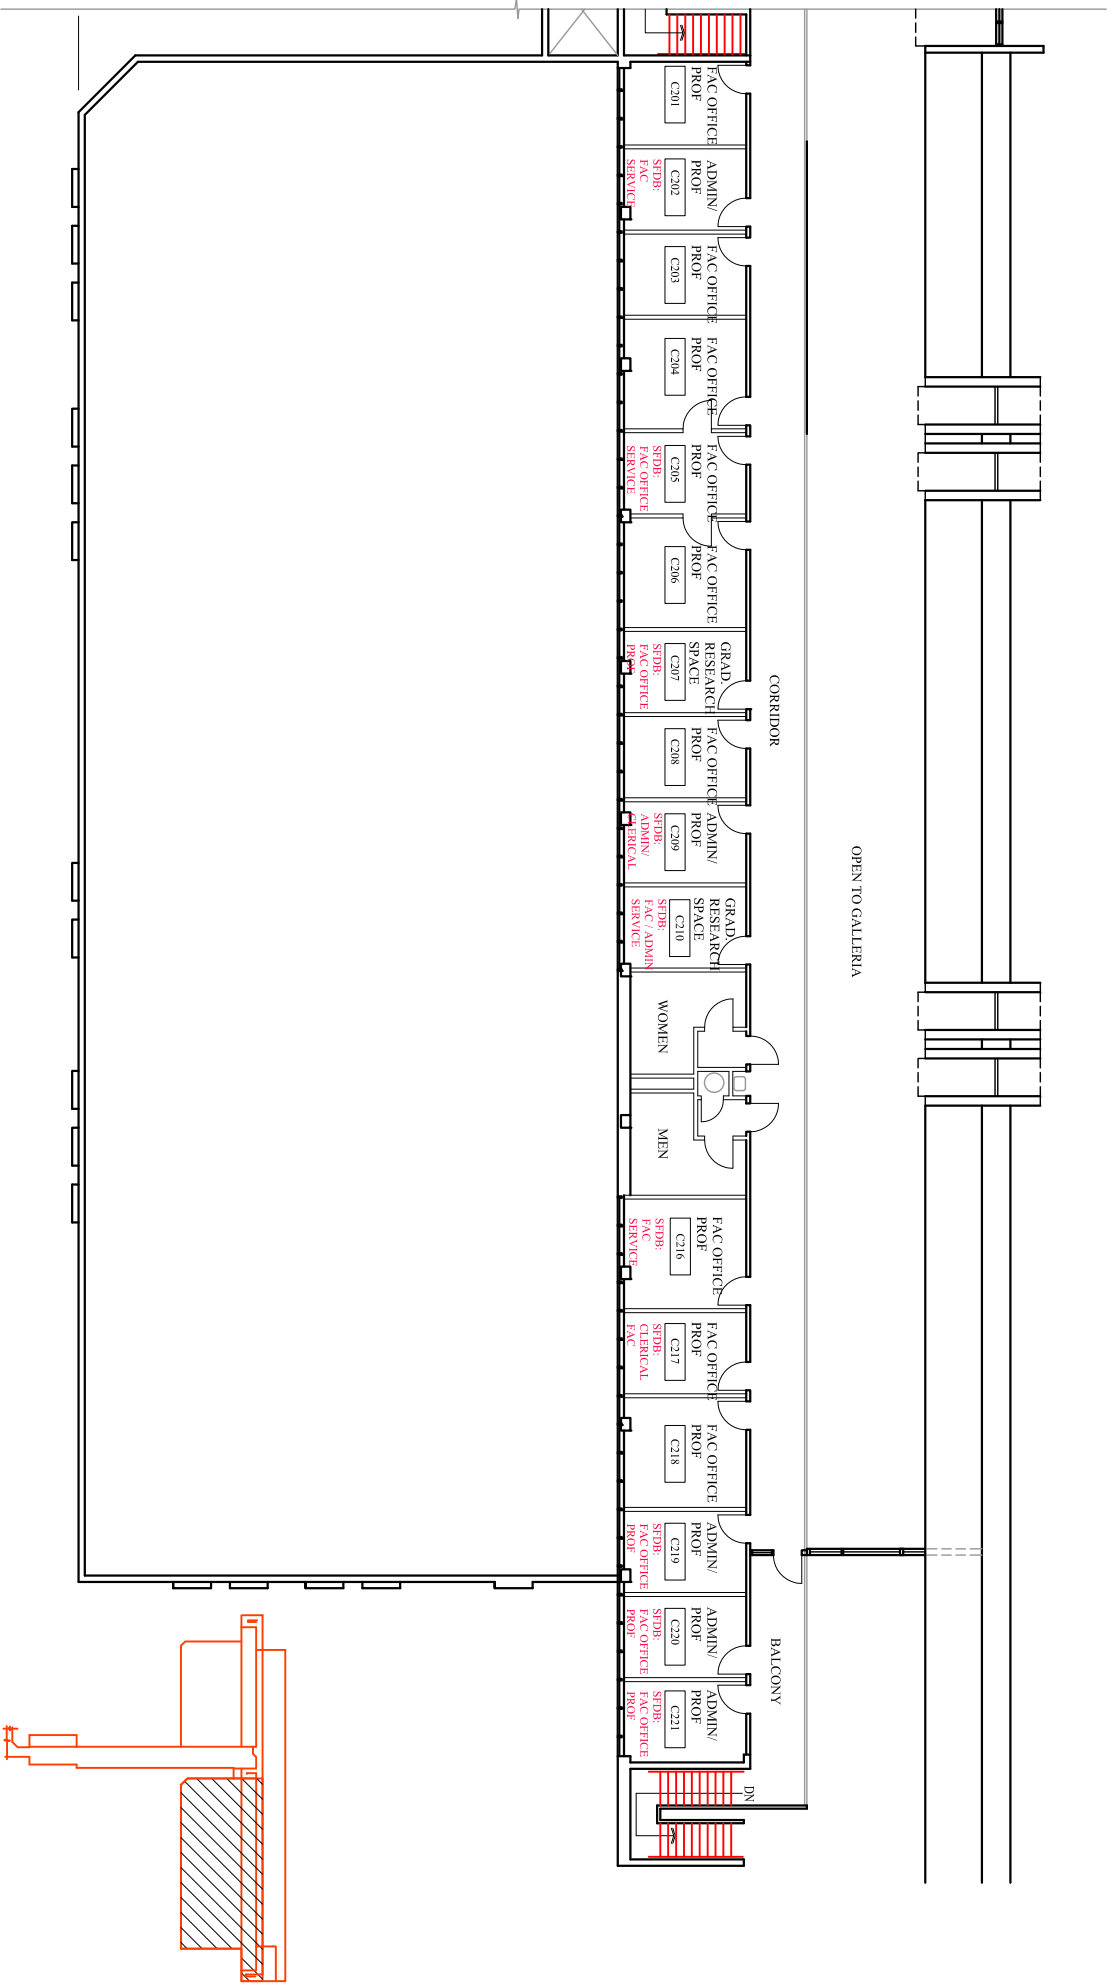 FAC OFFICE
PROF
C201
ADMIN/
PROF
C202
SFDB:
FAC
SERVICE
FAC OFFICE
PROF
C203
FAC OFFICE
PROF
C204
FAC OFFICE
PROF
C205
SFDB:
FAC OFFICE
SERVICE
FAC OFFICE
PROF
C206
GRAD.
RESEARCH
SPACE
C207
SFDB:
FAC OFFICE
PROF
FAC OFFICE
PROF
C208
ADMIN/
PROF
C209
SFDB:
ADMIN/
CLERICAL
GRAD.
RESEARCH
SPACE
C210
SFDB:
FAC / ADMIN
SERVICE
WOMEN
MEN
FAC OFFICE
PROF
C216
SFDB:
FAC
SERVICE
FAC OFFICE
PROF
C217
SFDB:
CLERICAL
FAC
FAC OFFICE
PROF
C218
ADMIN/
PROF
C219
SFDB:
FAC OFFICE
PROF
ADMIN/
PROF
C220
SFDB:
FAC OFFICE
PROF
ADMIN/
PROF
C221
SFDB:
FAC OFFICE
PROF
CORRIDOR
OPEN TO GALLERIA
BALCONY
DN